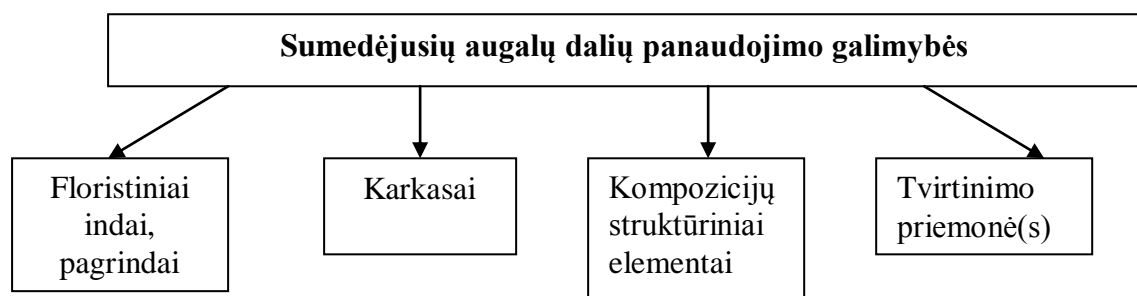 Sumedėjusių augalų dalių panaudojimo galimybės
Floristiniai
indai,
pagrindai
Karkasai
Kompozicijų
struktūriniai
elementai
Tvirtinimo
priemonė(s)